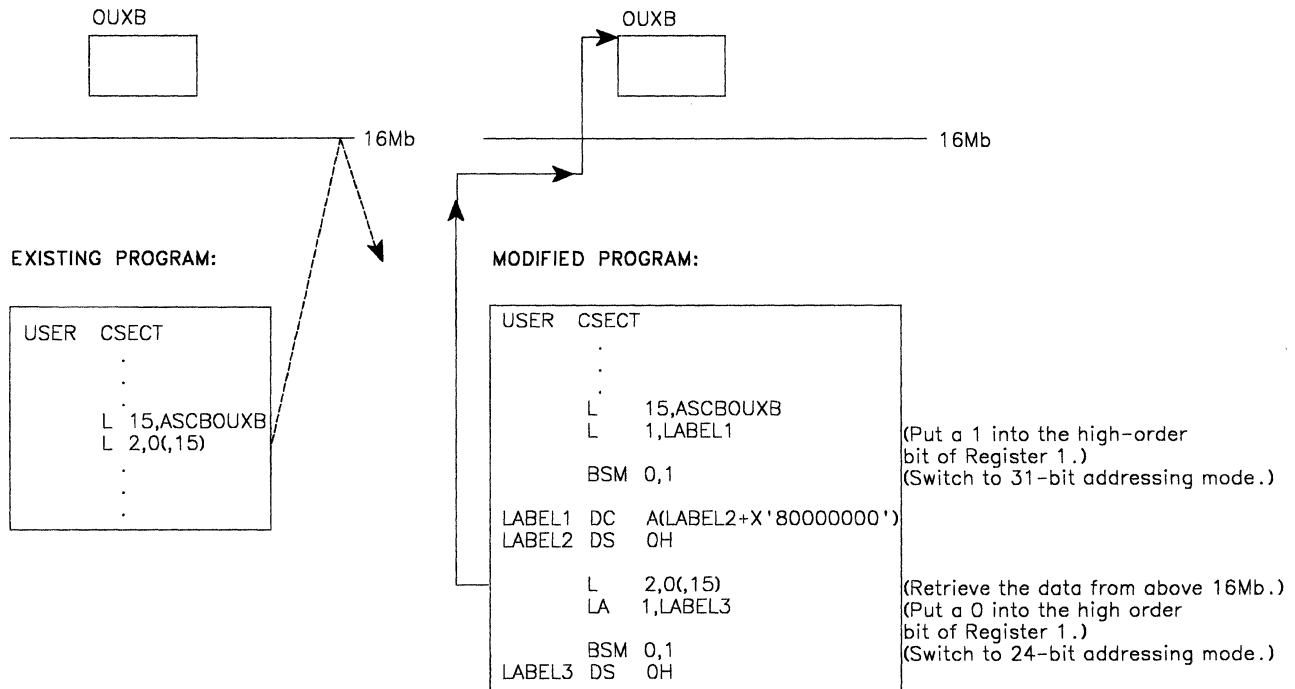 OUXB
OUXB
16Mb
16Mb
EXISTING PROGRAM:
USER CSECT
.
.
.
L 15,ASCBOUXB
L 2,0(,15)
.
.
.
MODIFIED PROGRAM:
USER CSECT
.
.
.
L 15,ASCBOUXB
L 1,LABEL1
(Put a 1 into the high-order
bit of Register 1.)
BSM 0,1
(Switch to 31-bit addressing mode.)
LABEL1 DC A(LABEL2+X'80000000')
LABEL2 DS 0H
L 2,0(,15)
(Retrieve the data from above 16Mb.)
LA 1,LABEL3
(Put a 0 into the high order
bit of Register 1.)
BSM 0,1
(Switch to 24-bit addressing mode.)
LABEL3 DS 0H